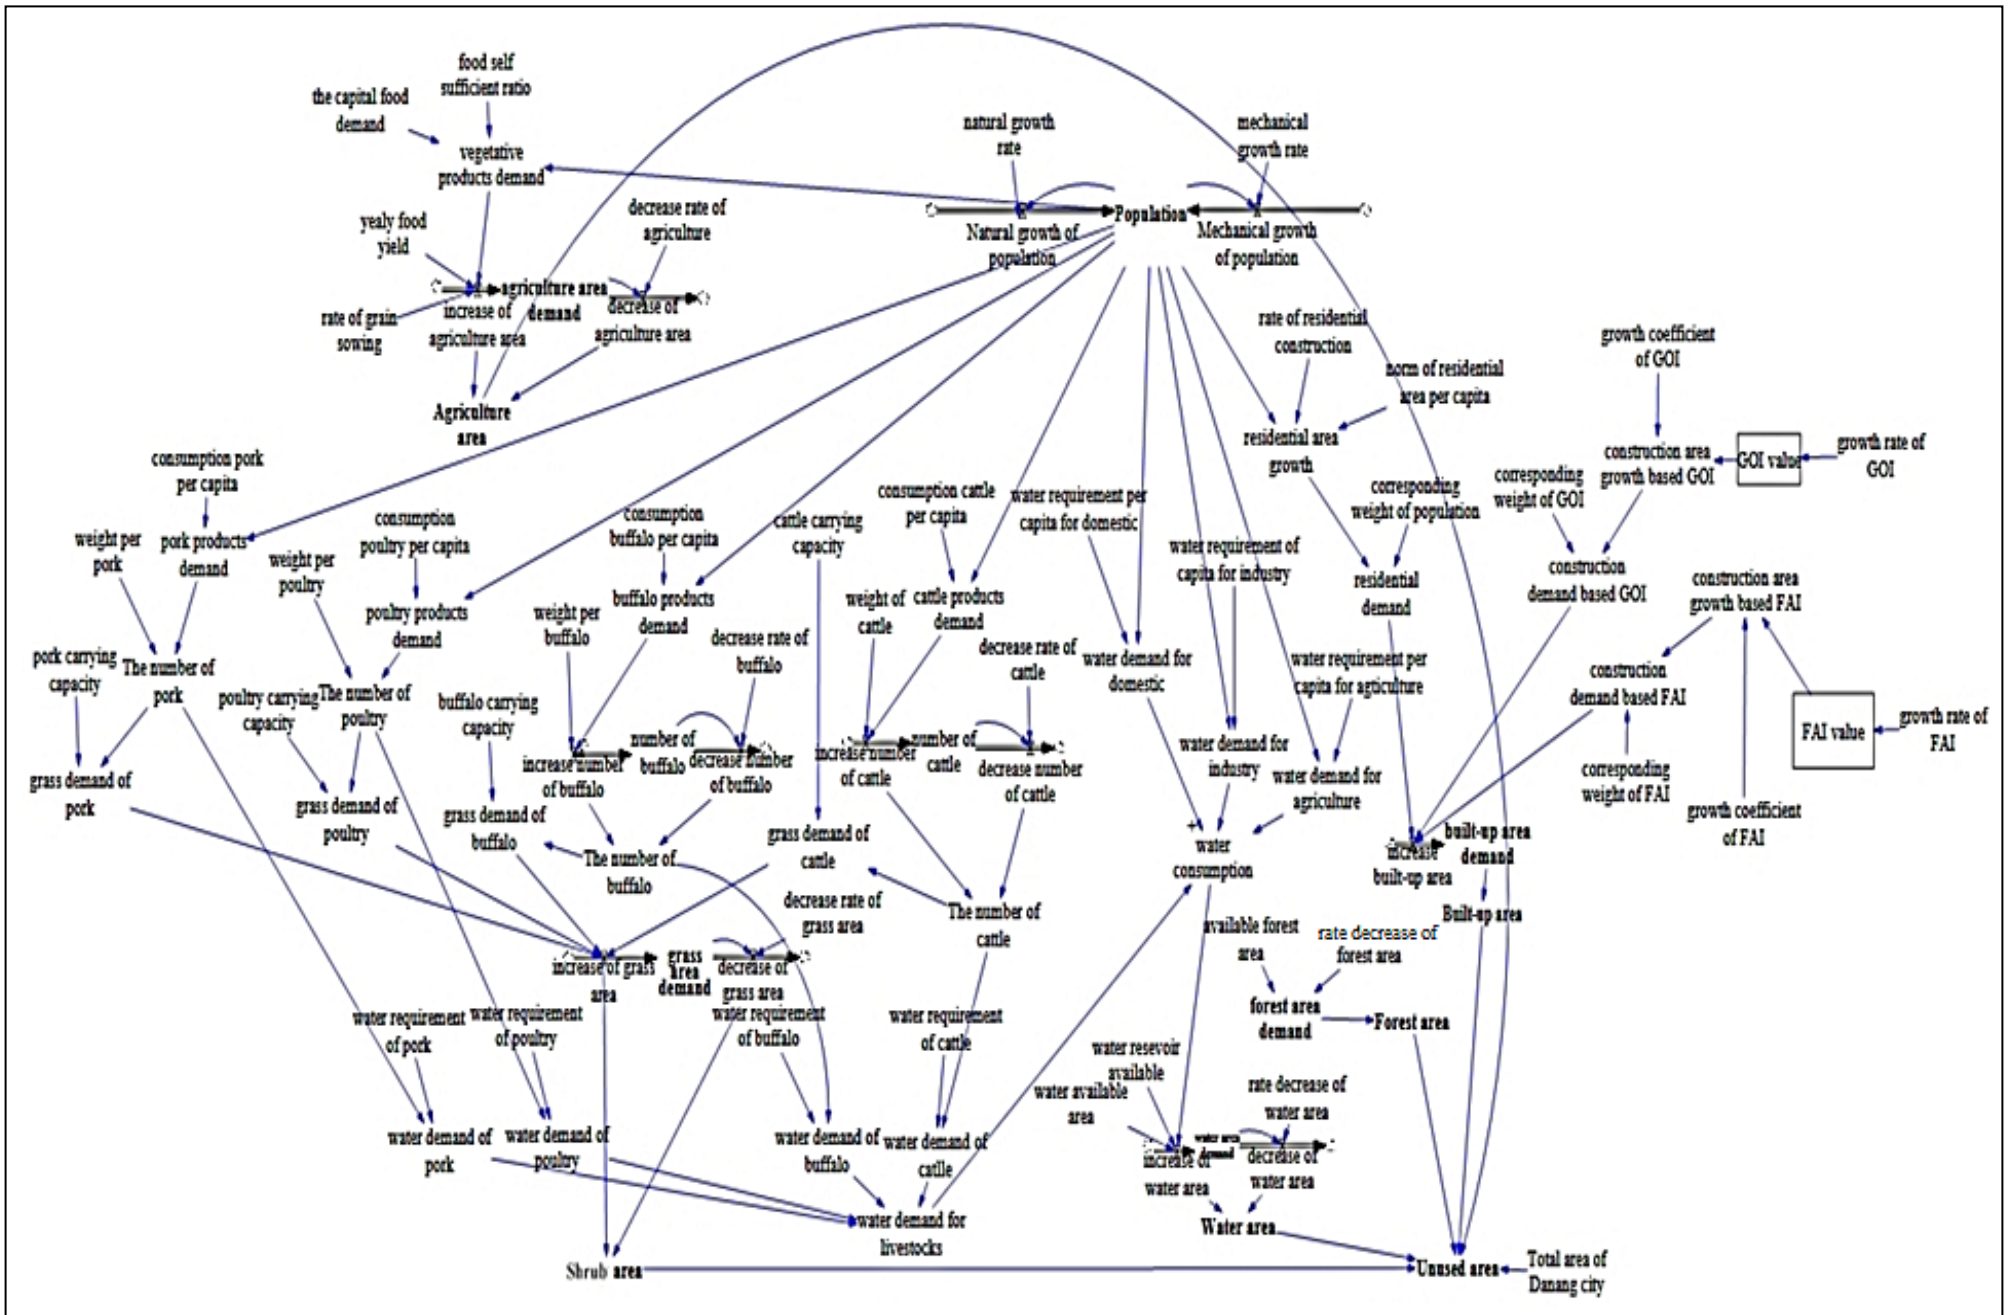 food self
sufficient ratio
the capital food
demand
vegetative
products demand
natural growth
rate
mechanical
growth rate
Population
Natural growth of
population
Mechanical growth
of population
yealy food
yield
decrease rate of
agriculture
agriculture area
demand
rate of grain
sowing
increase of
agriculture area
decrease of
agriculture area
Agriculture
area
rate of residential
construction
norm of residential
area per capita
residential area
growth
growth coefficient
of GOI
construction area
growth based GOI
GOI value
growth rate of
GOI
corresponding
weight of GOI
corresponding
weight of population
consumption pork
per capita
weight per
pork
pork products
demand
consumption
poultry per capita
weight per
poultry
poultry products
demand
consumption
buffalo per capita
cattle carrying
capacity
consumption cattle
per capita
water requirement per
capita for domestic
water requirement of
capita for industry
residential
demand
construction
demand based GOI
construction area
growth based FAI
weight per
buffalo
buffalo products
demand
weight of
cattle
cattle products
demand
decrease rate of
buffalo
decrease rate of
cattle
water demand for
domestic
water requirement per
capita for agticulture
construction
demand based FAI
pork carrying
capacity
The number of
pork
poultry carrying
capacity
The number of
poultry
buffalo carrying
capacity
FAI value
growth rate of
FAI
grass demand of
pork
grass demand of
poultry
grass demand of
buffalo
increase number
of buffalo
number of
buffalo
decrease number
of buffalo
increase number
of cattle
number of
cattle
decrease number
of cattle
water demand for
industry
water demand for
agriculture
corresponding
weight of FAI
growth coefficient
of FAI
The number of
buffalo
grass demand of
cattle
+
water
consumption
increase
built-up area
built-up area
demand
Built-up area
decrease rate of
grass area
The number of
cattle
available forest
area
rate decrease of
forest area
increase of grass
area
grass
area
demand
decrease of
grass area
forest area
demand
Forest area
water requirement
of pork
water requirement
of poultry
water requirement
of buffalo
water requirement
of cattle
water resevoir
available
water available
area
rate decrease of
water area
water demand of
pork
water demand of
poultry
water demand of
buffalo
water demand of
catlle
increase of
water area
water area
demand
decrease of
water area
water demand for
livestocks
Water area
Shrub area
Unused area
Total area of
Danang city